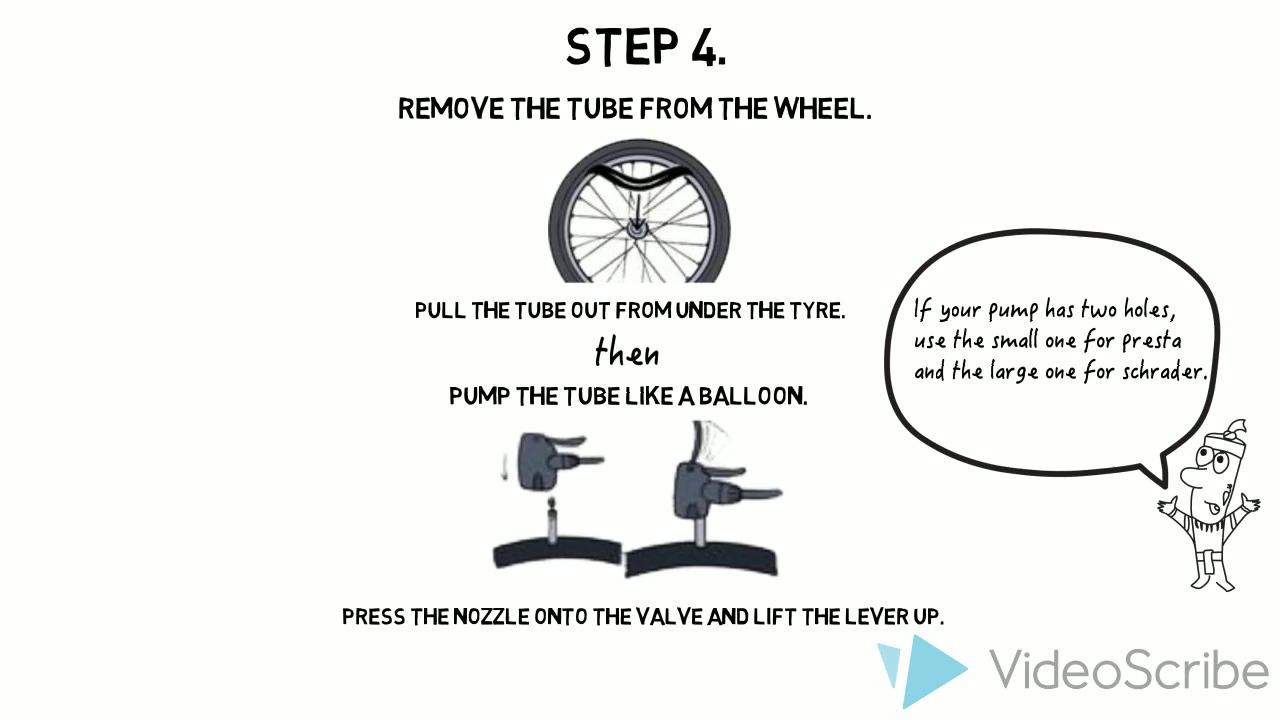 STEP 4.
REMOVE THE TUBE FROM THE WHEEL.
PULL THE TUBE OUT FROM UNDER THE TYRE.
then
PUMP THE TUBE LIKE A BALLOON.
If your pump has two holes,
use the small one for presta
and the large one for schrader.
PRESS THE NOZZLE ONTO THE VALVE AND LIFT THE LEVER UP.
VideoScribe